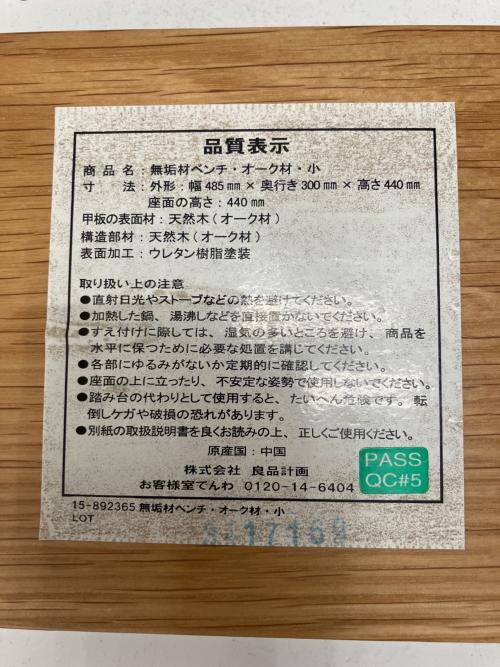 品質表示
商品名：無垢材ベンチ・オーク材・小
寸　法：外形：幅485㎜×奥行き300㎜×高さ440㎜
座面の高さ：440㎜
甲板の表面材：天然木（オーク材）
構造部材：天然木（オーク材）
表面加工：ウレタン樹脂塗装
取り扱い上の注意
●直射日光やストーブなどの熱を避けてください。
●加熱した鍋、湯沸しなどを直接置かないでください。
●すえ付けに際しては、湿気の多いところを避け、商品を
水平に保つために必要な処置を講じてください。
●各部にゆるみがないか定期的に確認してください。
●座面の上に立ったり、不安定な姿勢で使用しないでください。
●踏み台の代わりとして使用すると、たいへん危険です。転
倒しケガや破損の恐れがあります。
●別紙の取扱説明書を良くお読みの上、正しくご使用ください。
原産国：中国
株式会社 良品計画
お客様室でんわ 0120-14-6404
PASS
QC#5
15-892365 無垢材ベンチ・オーク材・小
LOT